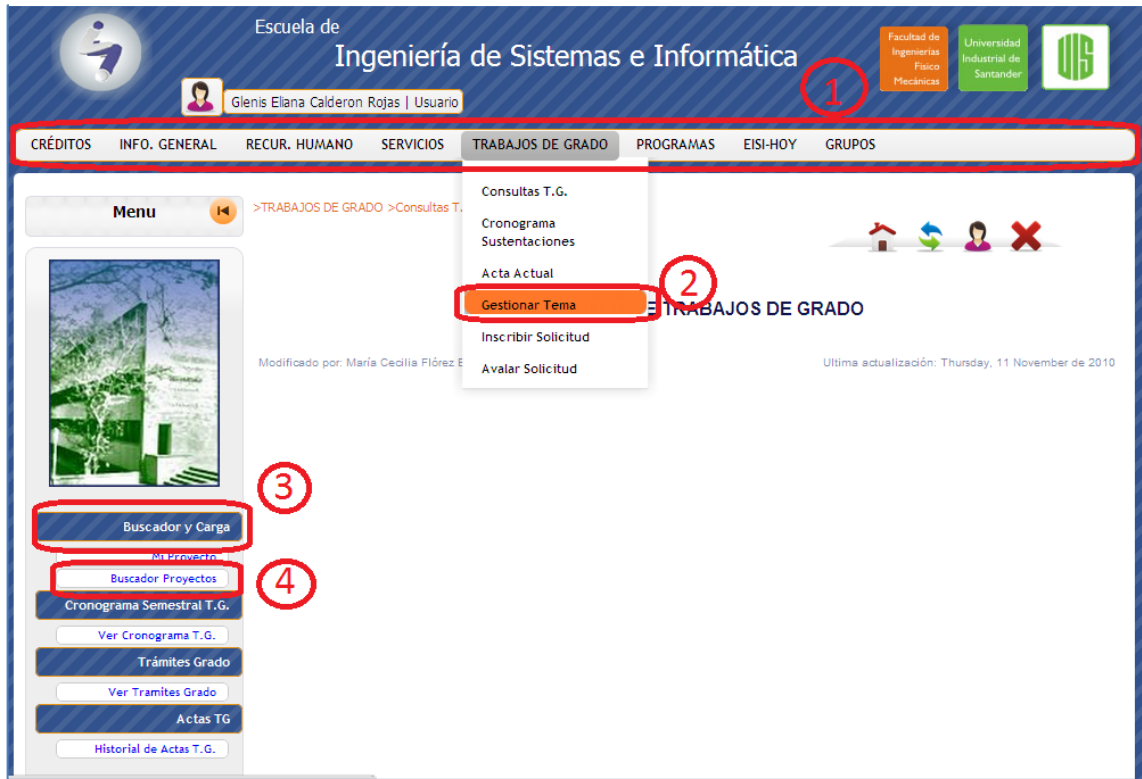 Escuela de
Ingeniería de Sistemas e Informática
Facultad de
Ingenierías
Fisico
Mecánicas
Universidad
Industrial de
Santander
UIS
Glenis Eliana Calderon Rojas | Usuario
1
CRÉDITOS INFO. GENERAL RECUR. HUMANO SERVICIOS TRABAJOS DE GRADO PROGRAMAS EISI-HOY GRUPOS
Menu
>TRABAJOS DE GRADO >Consultas T.
Consultas T.G.
Cronograma
Sustentaciones
Acta Actual
Gestionar Tema
2
Inscribir Solicitud
Avalar Solicitud
TRABAJOS DE GRADO
Modificado por: María Cecilia Flórez
Ultima actualización: Thursday, 11 November de 2010
3
Buscador y Carga
Mi Proyecto
Buscador Proyectos
4
Cronograma Semestral T.G.
Ver Cronograma T.G.
Trámites Grado
Ver Tramites Grado
Actas TG
Historial de Actas T.G.